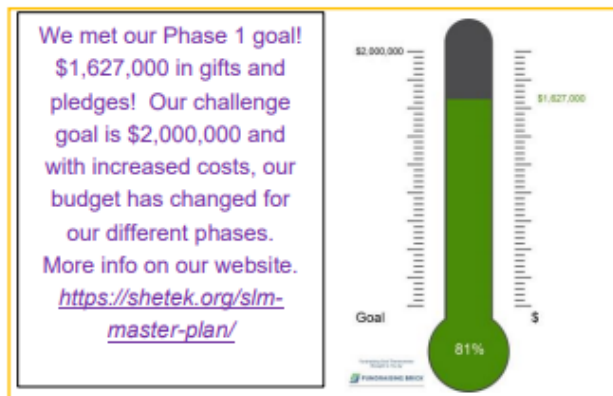 We met our Phase 1 goal!
$1,627,000 in gifts and
pledges!  Our challenge
goal is $2,000,000 and
with increased costs, our
budget has changed for
our different phases.
More info on our website.
https://shetek.org/slm-
master-plan/
$2,000,000
$1,627,000
Goal
$
81%
FUNDRAISING BRICK